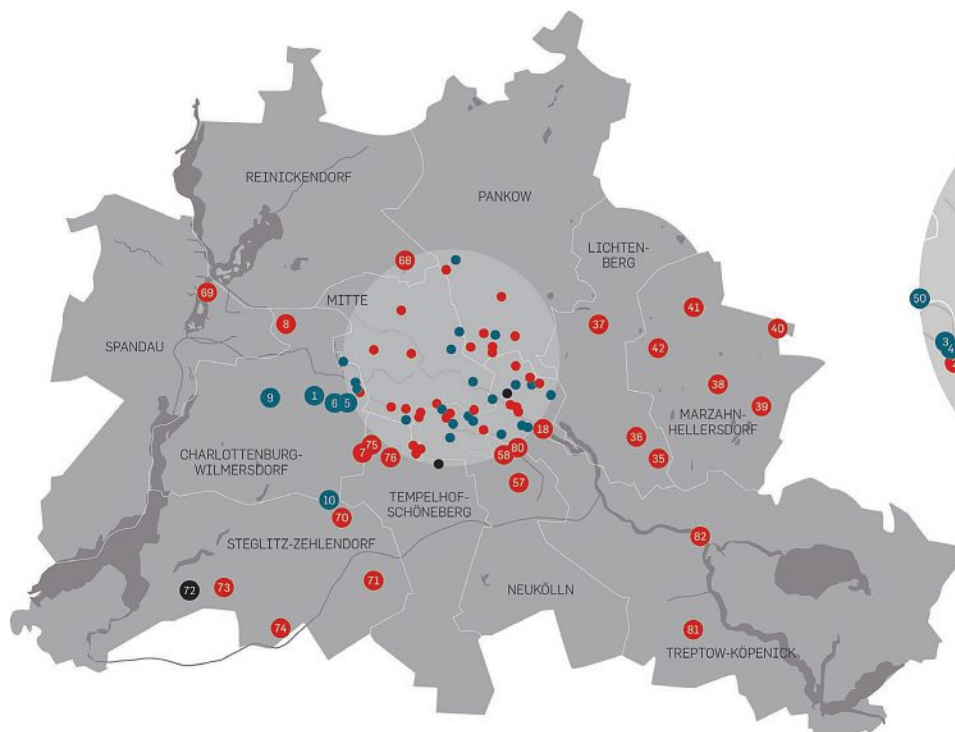 REINICKENDORF
PANKOW
LICHTEN-
BERG
68
69
MITTE
8
37
41
40
50
SPANDAU
42
3
4
9
1
6
5
38
39
MARZAHN-
HELLERSDORF
18
36
75
7
76
80
58
35
CHARLOTTENBURG-
WILMERSDORF
57
10
TEMPELHOF-
SCHÖNEBERG
70
82
STEGLITZ-ZEHLENDORF
71
NEUKÖLLN
72
73
74
81
TREPTOW-KÖPENICK